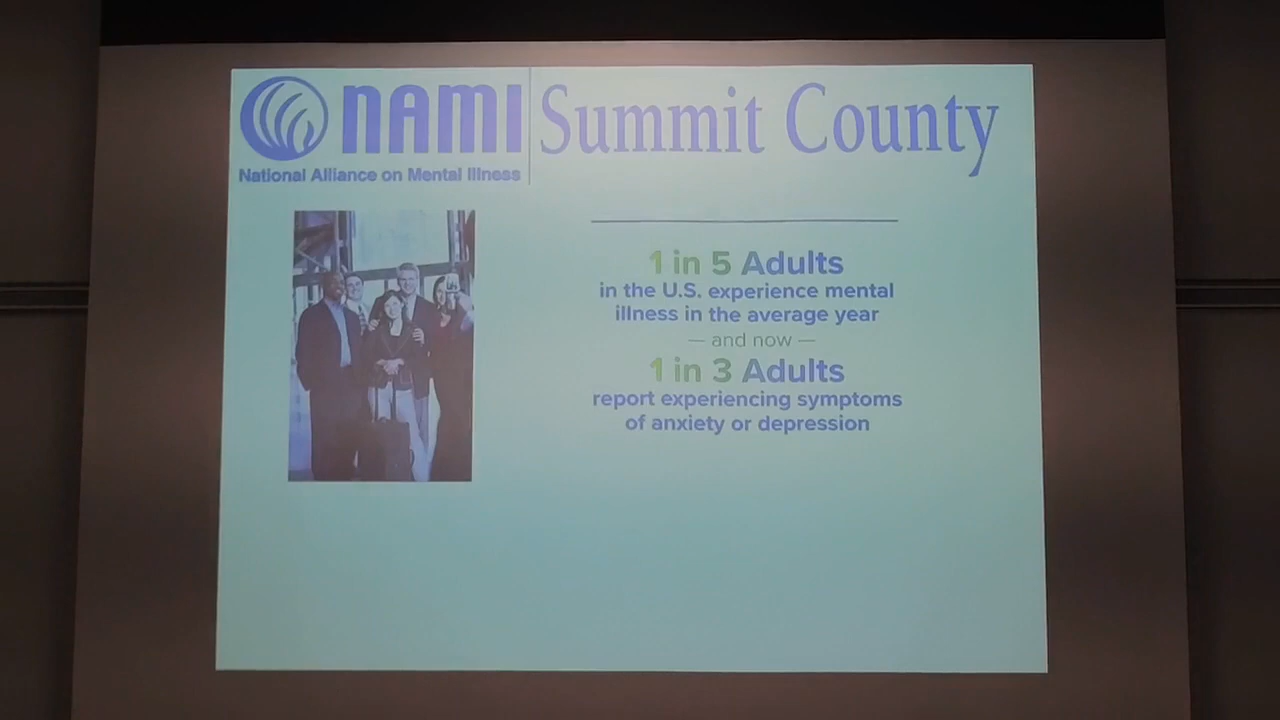 NAMI Summit County
National Alliance on Mental Illness
1 in 5 Adults
in the U.S. experience mental
illness in the average year
— and now —
1 in 3 Adults
report experiencing symptoms
of anxiety or depression